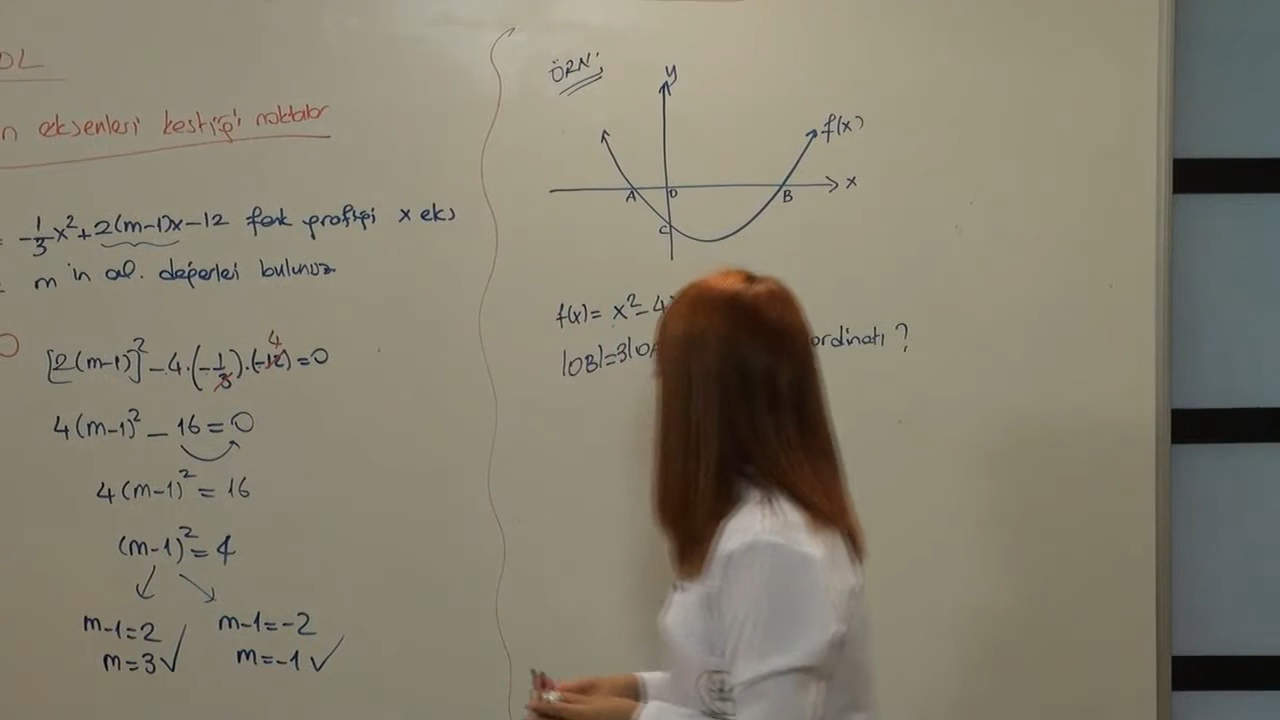 OL
n eksenleri kestiği noktalar
= -1/3x²+2(m-1)x-12 fonk grafiği x eks
m in al. değerleri bulunuz
[2(m-1)]²-4.(-1/3).(-12)=0
4
4(m-1)²-16=0
4(m-1)²=16
(m-1)²=4
m-1=2 m-1=-2
m=3✓ m=-1✓
ÖRN:
y
f(x)
A O B x
C
f(x)= x²-4
|OB|=3|OA ordinatı ?